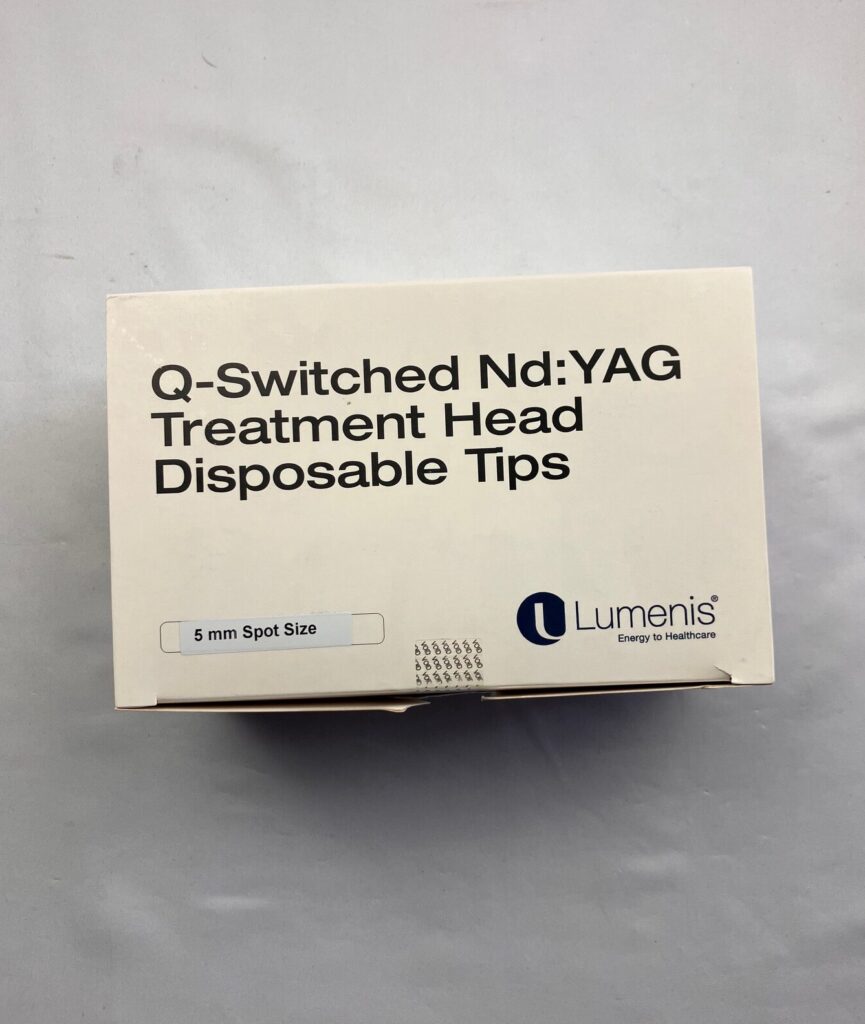 Q-Switched Nd:YAG
Treatment Head
Disposable Tips
5 mm Spot Size
Lumenis®
Energy to Healthcare